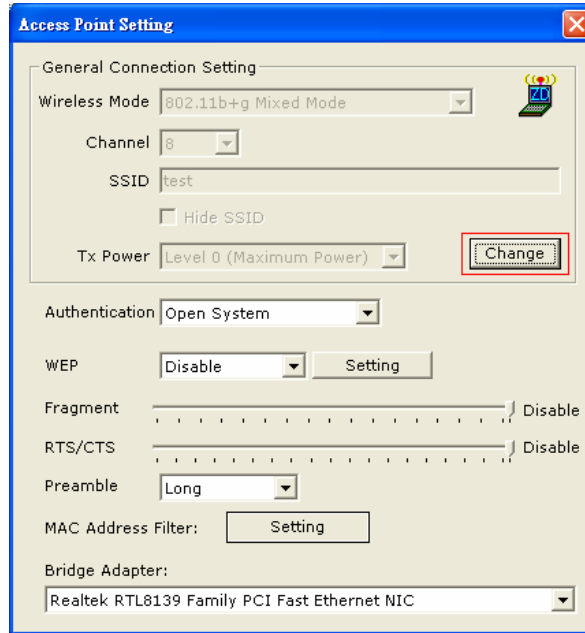 Access Point Setting
General Connection Setting
Wireless Mode 802.11b+g Mixed Mode
ZD
Channel 8
SSID test
Hide SSID
Tx Power Level 0 (Maximum Power) Change
Authentication Open System
WEP Disable Setting
Fragment Disable
RTS/CTS Disable
Preamble Long
MAC Address Filter: Setting
Bridge Adapter:
Realtek RTL8139 Family PCI Fast Ethernet NIC